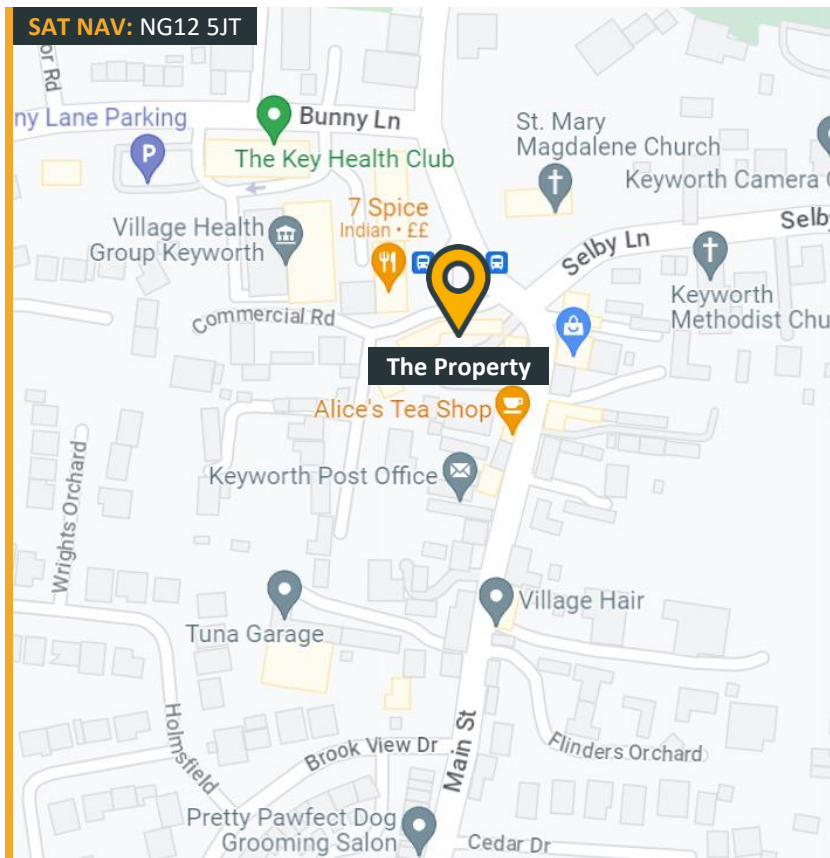 SAT NAV: NG12 5JT
or Rd
ny Lane Parking
P
Bunny Ln
The Key Health Club
St. Mary
Magdalene Church
Keyworth Camera C
7 Spice
Indian • ££
Village Health
Group Keyworth
Selby Ln
Selby
Keyworth
Methodist Chu
Commercial Rd
The Property
Alice's Tea Shop
Keyworth Post Office
Wrights Orchard
Tuna Garage
Village Hair
Holmsfield
Brook View Dr
Main St
Flinders Orchard
Pretty Pawfect Dog
Grooming Salon
Cedar Dr